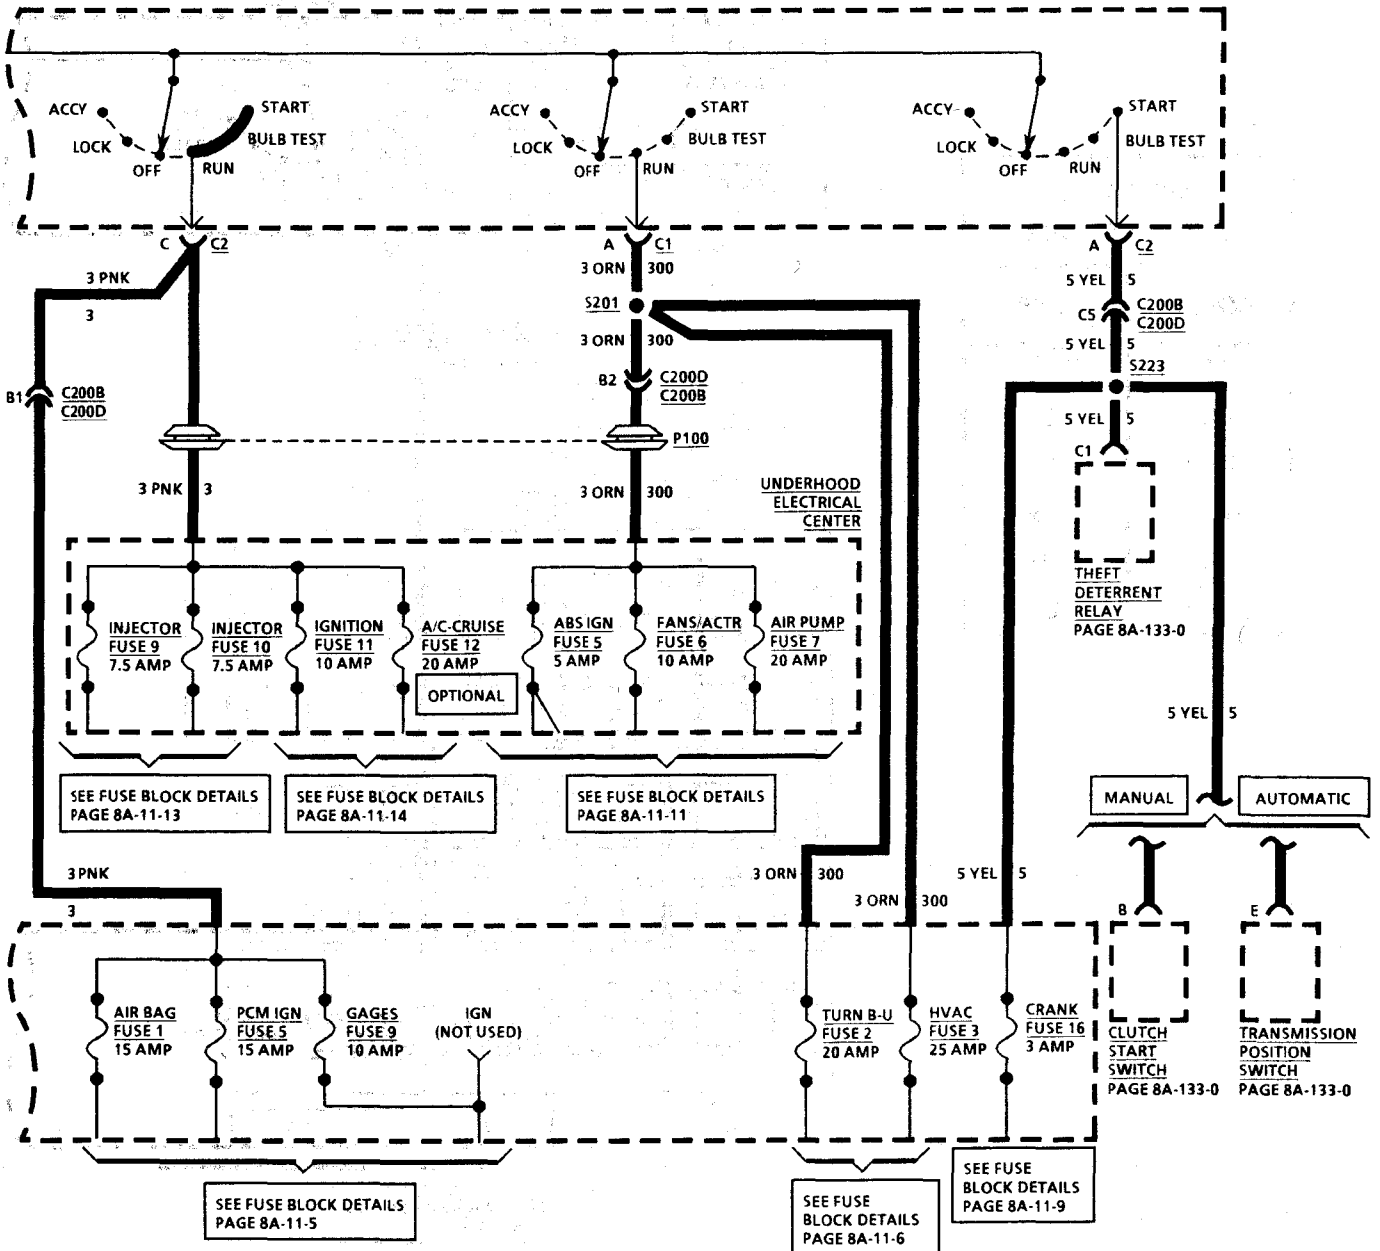 ACCY
START
LOCK
BULB TEST
OFF
RUN
ACCY
START
LOCK
BULB TEST
OFF
RUN
ACCY
START
LOCK
BULB TEST
OFF
RUN
C
C2
A
C1
A
C2
3 PNK
3
3 ORN
300
S201
3 ORN
300
5 YEL
5
C5
C200B
C200D
5 YEL
5
S223
B1
C200B
C200D
B2
C200D
C200B
5 YEL
5
P100
C1
3 PNK
3
3 ORN
300
UNDERHOOD
ELECTRICAL
CENTER
THEFT
DETERRENT
RELAY
PAGE 8A-133-0
INJECTOR
FUSE 9
7.5 AMP
INJECTOR
FUSE 10
7.5 AMP
IGNITION
FUSE 11
10 AMP
A/C-CRUISE
FUSE 12
20 AMP
OPTIONAL
ABS IGN
FUSE 5
5 AMP
FANS/ACTR
FUSE 6
10 AMP
AIR PUMP
FUSE 7
20 AMP
5 YEL
5
SEE FUSE BLOCK DETAILS
PAGE 8A-11-13
SEE FUSE BLOCK DETAILS
PAGE 8A-11-14
SEE FUSE BLOCK DETAILS
PAGE 8A-11-11
MANUAL
AUTOMATIC
3 PNK
3
3 ORN
300
3 ORN
300
5 YEL
5
B
E
AIR BAG
FUSE 1
15 AMP
PCM IGN
FUSE 5
15 AMP
GAGES
FUSE 9
10 AMP
IGN
(NOT USED)
TURN B-U
FUSE 2
20 AMP
HVAC
FUSE 3
25 AMP
CRANK
FUSE 16
3 AMP
CLUTCH
START
SWITCH
PAGE 8A-133-0
TRANSMISSION
POSITION
SWITCH
PAGE 8A-133-0
SEE FUSE BLOCK DETAILS
PAGE 8A-11-5
SEE FUSE
BLOCK DETAILS
PAGE 8A-11-6
SEE FUSE
BLOCK DETAILS
PAGE 8A-11-9